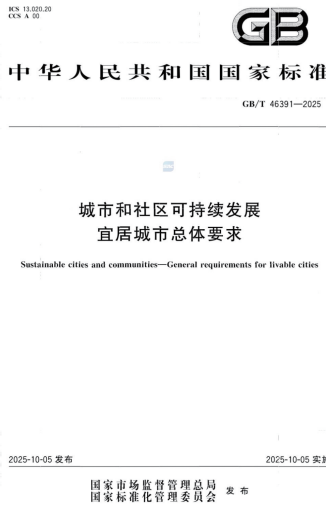 ICS 13.020.20
CCS A 00
GB
中华人民共和国国家标准
GB/T 46391—2025
城市和社区可持续发展
宜居城市总体要求
Sustainable cities and communities—General requirements for livable cities
2025-10-05 发布
2025-10-05 实施
国家市场监督管理总局
国家标准化管理委员会
发布